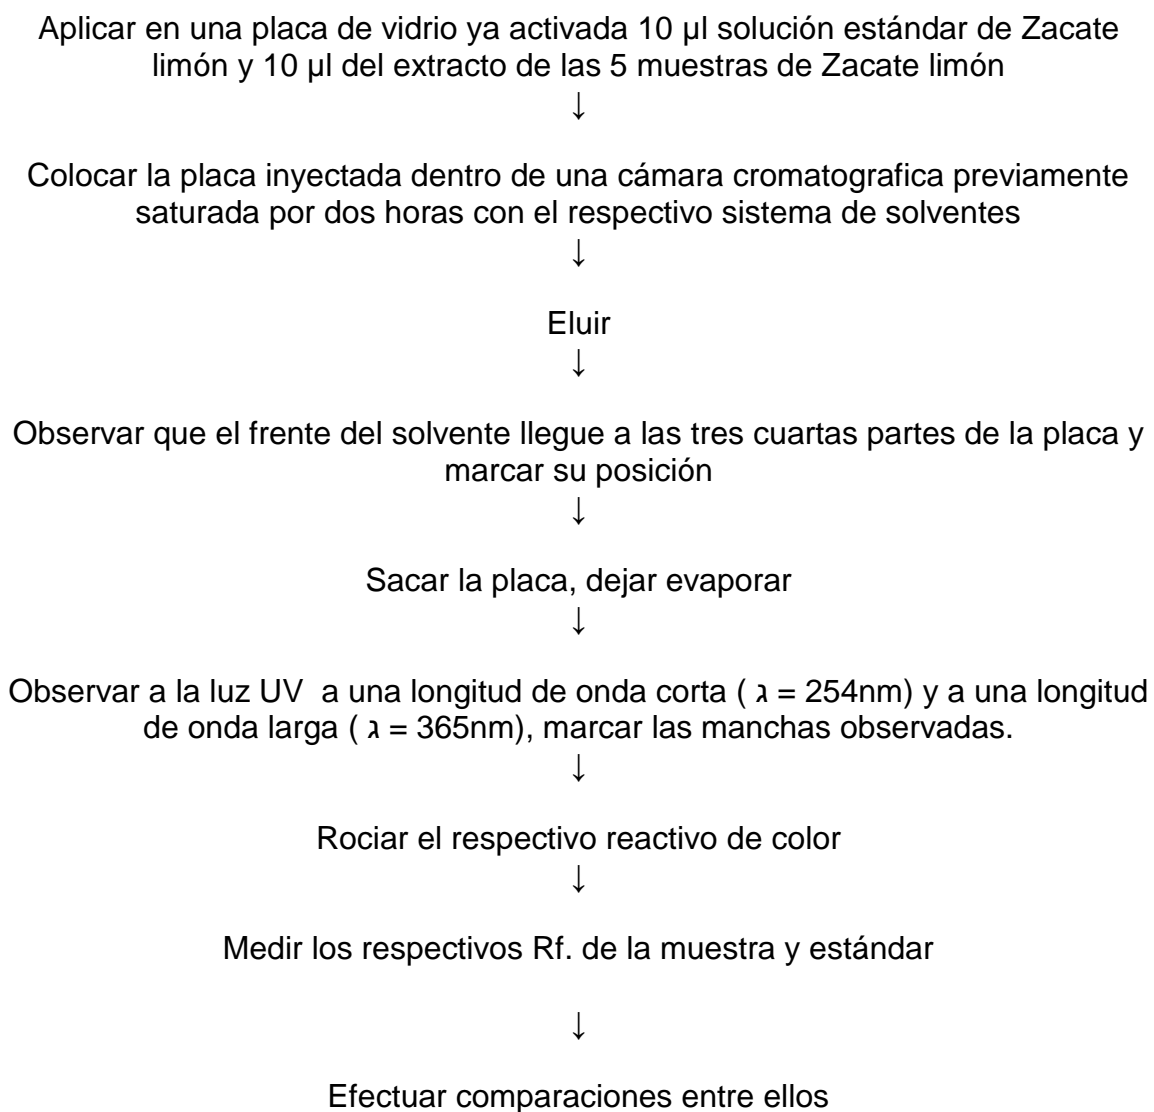 Aplicar en una placa de vidrio ya activada 10 µl solución estándar de Zacate
limón y 10 µl del extracto de las 5 muestras de Zacate limón
↓
Colocar la placa inyectada dentro de una cámara cromatografica previamente
saturada por dos horas con el respectivo sistema de solventes
↓
Eluir
↓
Observar que el frente del solvente llegue a las tres cuartas partes de la placa y
marcar su posición
↓
Sacar la placa, dejar evaporar
↓
Observar a la luz UV  a una longitud de onda corta ( λ = 254nm) y a una longitud
de onda larga ( λ = 365nm), marcar las manchas observadas.
↓
Rociar el respectivo reactivo de color
↓
Medir los respectivos Rf. de la muestra y estándar
↓
Efectuar comparaciones entre ellos